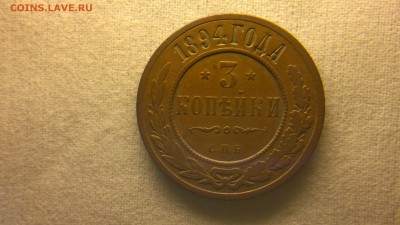 COINS.LAVE.RU
1894 ГОДА
3
КОПѢЙКИ
С.П.Б.